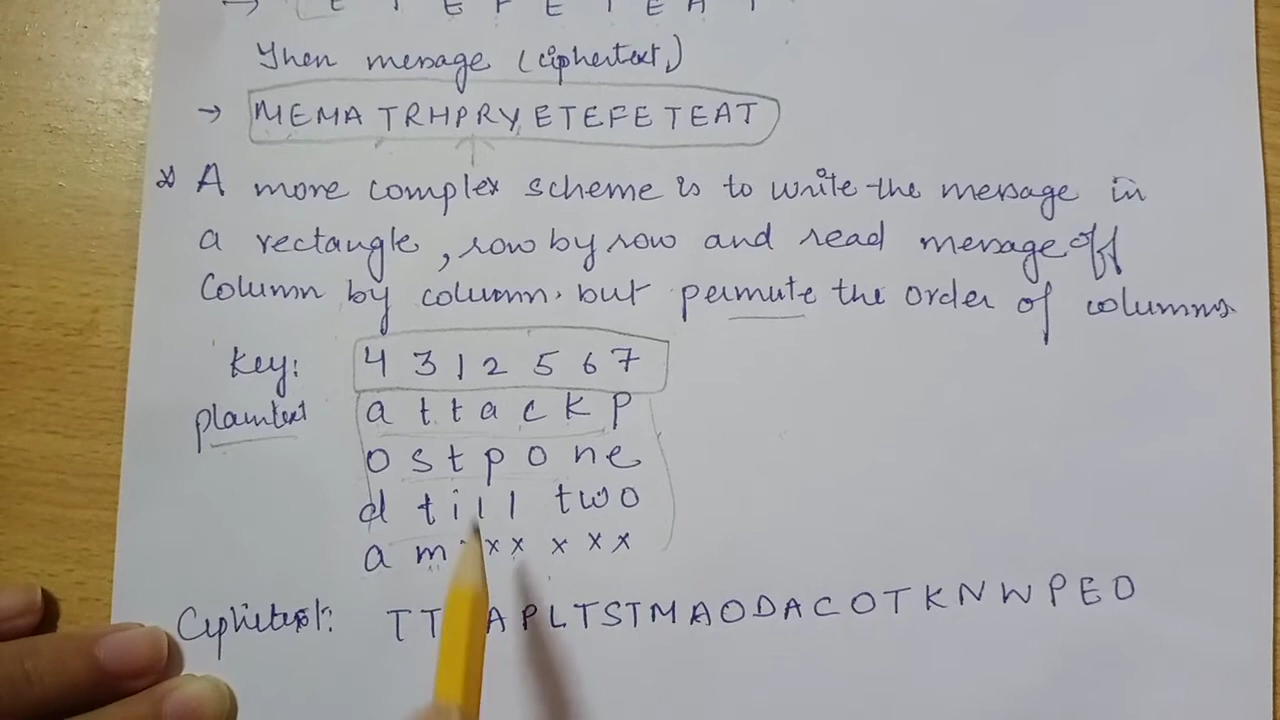 Then message (ciphertext)
→ MEMATRHPRYETEFETEAT
A more complex scheme is to write the message in
a rectangle, row by row and read message off
column by column, but permute the order of columns.
Key: 4 3 1 2 5 6 7
plaintext a t t a c k p
o s t p o n e
d t i l l t w o
a m x x x x x
Ciphertext: TT APLTSTMAODACOTKNWPEO